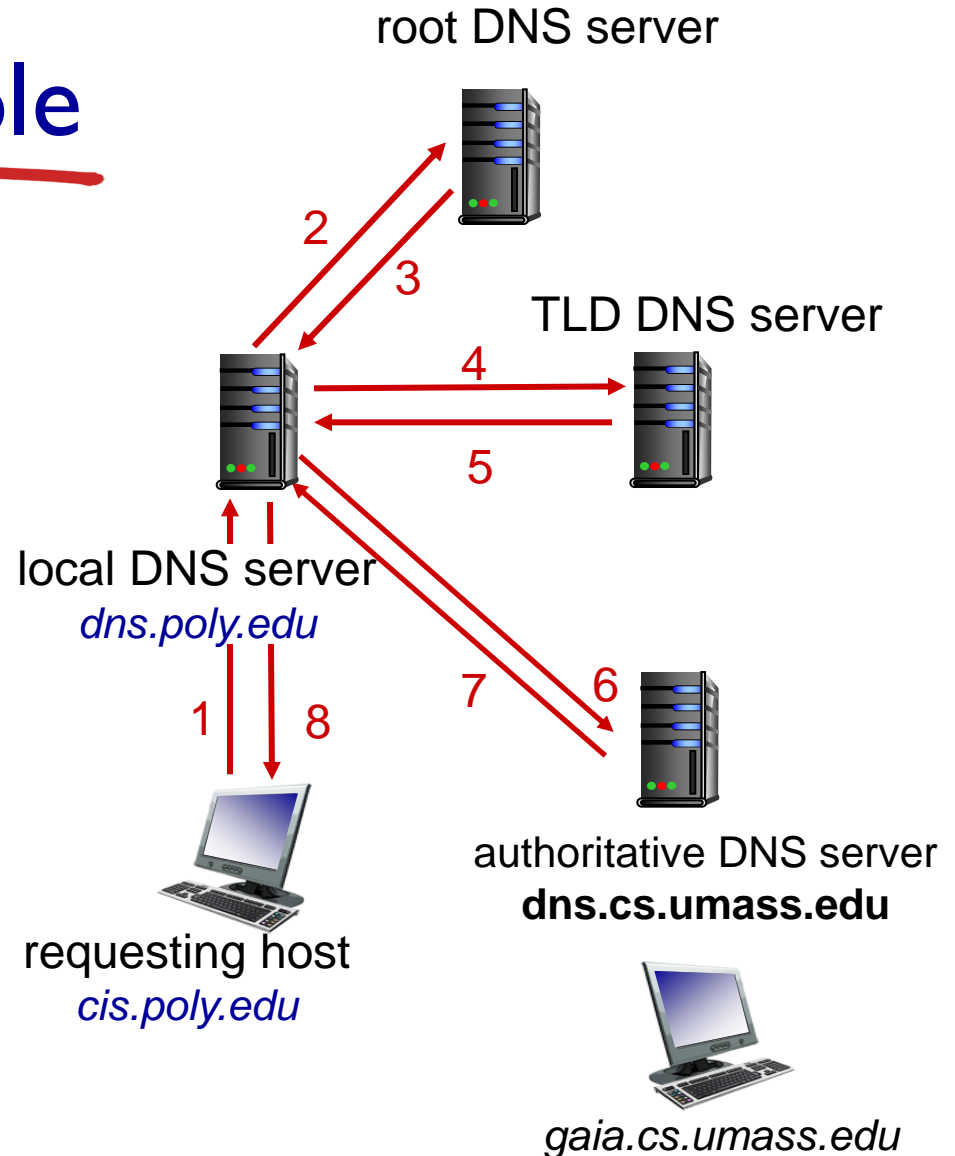 root DNS server
2
3
TLD DNS server
4
5
local DNS server
dns.poly.edu
1
8
7
6
requesting host
cis.poly.edu
authoritative DNS server
dns.cs.umass.edu
gaia.cs.umass.edu